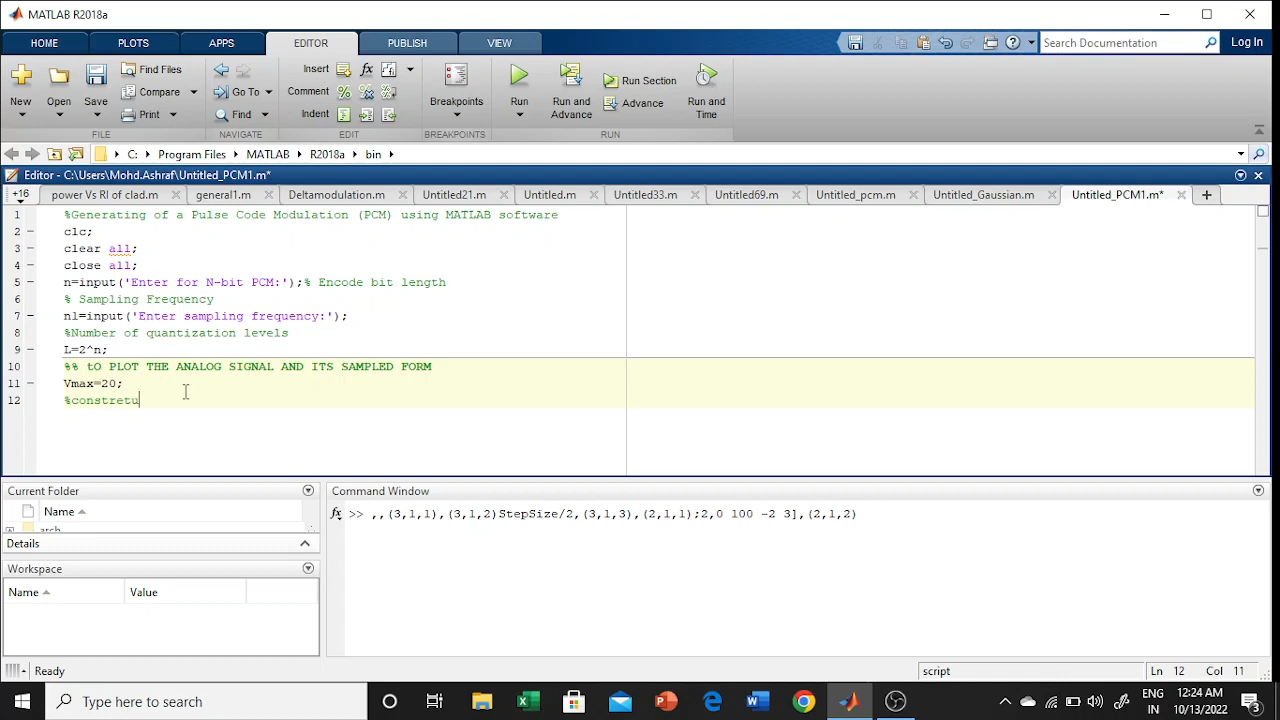 MATLAB R2018a
HOME PLOTS APPS EDITOR PUBLISH VIEW Search Documentation Log In
New Open Save Find Files Compare Print Go To Find Insert Comment Indent Breakpoints Run Run and Advance Run Section Advance Run and Time
FILE NAVIGATE EDIT BREAKPOINTS RUN
C: Program Files MATLAB R2018a bin
Editor - C:\Users\Mohd.Ashraf\Untitled_PCM1.m*
+16 power Vs RI of clad.m general1.m Deltamodulation.m Untitled21.m Untitled.m Untitled33.m Untitled69.m Untitled_pcm.m Untitled_Gaussian.m Untitled_PCM1.m*
1 %Generating of a Pulse Code Modulation (PCM) using MATLAB software
2 clc;
3 clear all;
4 close all;
5 n=input('Enter for N-bit PCM:');% Encode bit length
6 % Sampling Frequency
7 nl=input('Enter sampling frequency:');
8 %Number of quantization levels
9 L=2^n;
10 %% tO PLOT THE ANALOG SIGNAL AND ITS SAMPLED FORM
11 Vmax=20;
12 %constretu
Current Folder
Name
Details
Workspace
Name Value
Command Window
fx >> ,,(3,1,1),(3,1,2)StepSize/2,(3,1,3),(2,1,1);2,0 100 -2 3],(2,1,2)
Ready script Ln 12 Col 11
Type here to search ENG IN 12:24 AM 10/13/2022 3